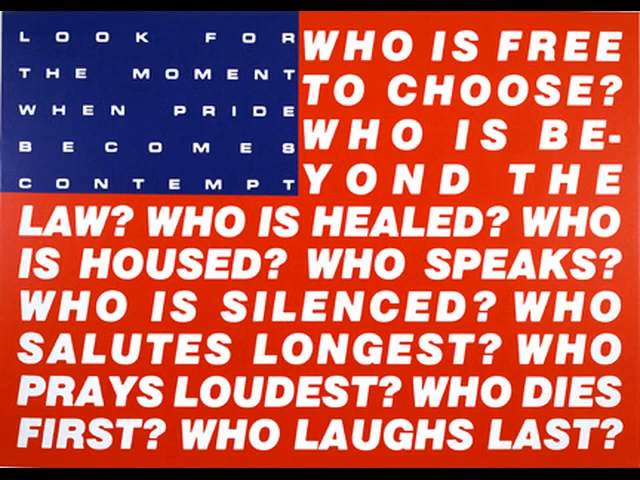 LOOK FOR
THE MOMENT
WHEN PRIDE
BECOMES
CONTEMPT
WHO IS FREE
TO CHOOSE?
WHO IS BE-
YOND THE
LAW? WHO IS HEALED? WHO
IS HOUSED? WHO SPEAKS?
WHO IS SILENCED? WHO
SALUTES LONGEST? WHO
PRAYS LOUDEST? WHO DIES
FIRST? WHO LAUGHS LAST?